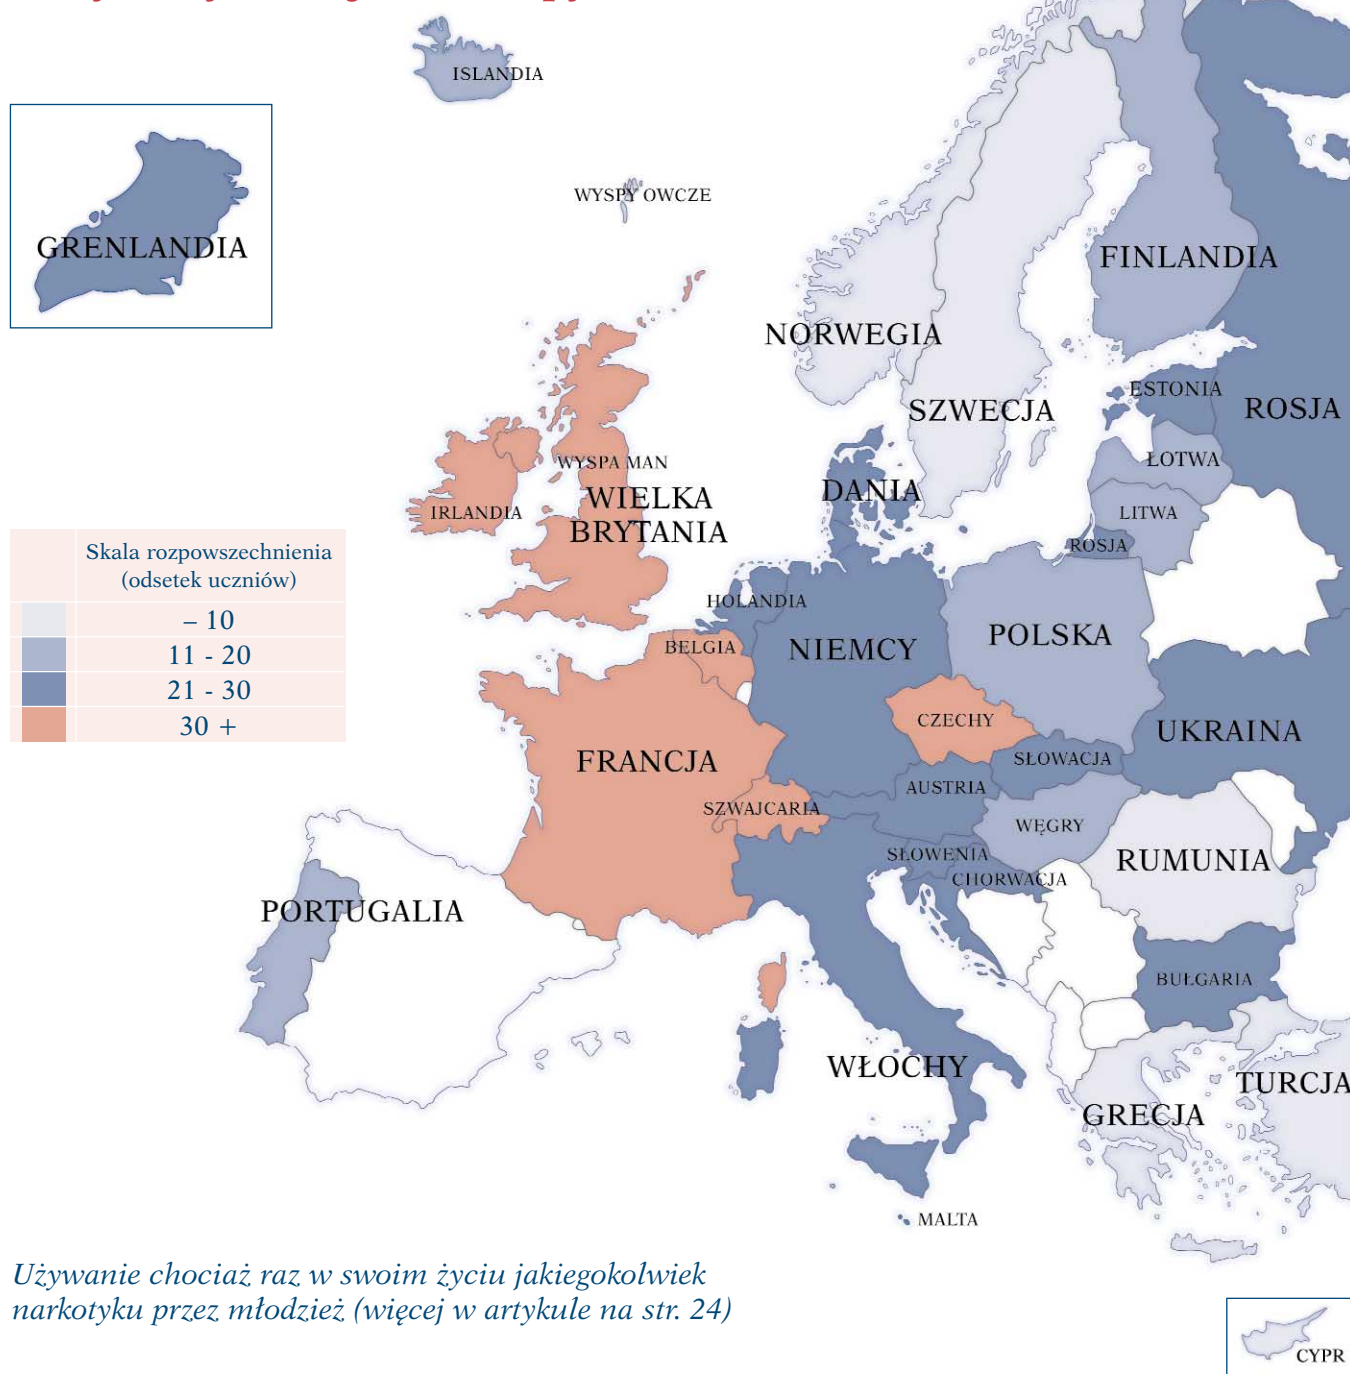 ISLANDIA
GRENLANDIA
WYSPY OWCZE
FINLANDIA
NORWEGIA
SZWECJA
ESTONIA
ROSJA
ŁOTWA
LITWA
ROSJA
DANIA
WYSPA MAN
WIELKA
BRYTANIA
IRLANDIA
Skala rozpowszechnienia
(odsetek uczniów)
– 10
11 - 20
21 - 30
30 +
HOLANDIA
BELGIA
NIEMCY
POLSKA
CZECHY
UKRAINA
FRANCJA
SŁOWACJA
AUSTRIA
SZWAJCARIA
WĘGRY
SŁOWENIA
CHORWACJA
RUMUNIA
PORTUGALIA
BUŁGARIA
WŁOCHY
TURCJA
GRECJA
MALTA
Używanie chociaż raz w swoim życiu jakiegokolwiek
narkotyku przez młodzież (więcej w artykule na str. 24)
CYPR